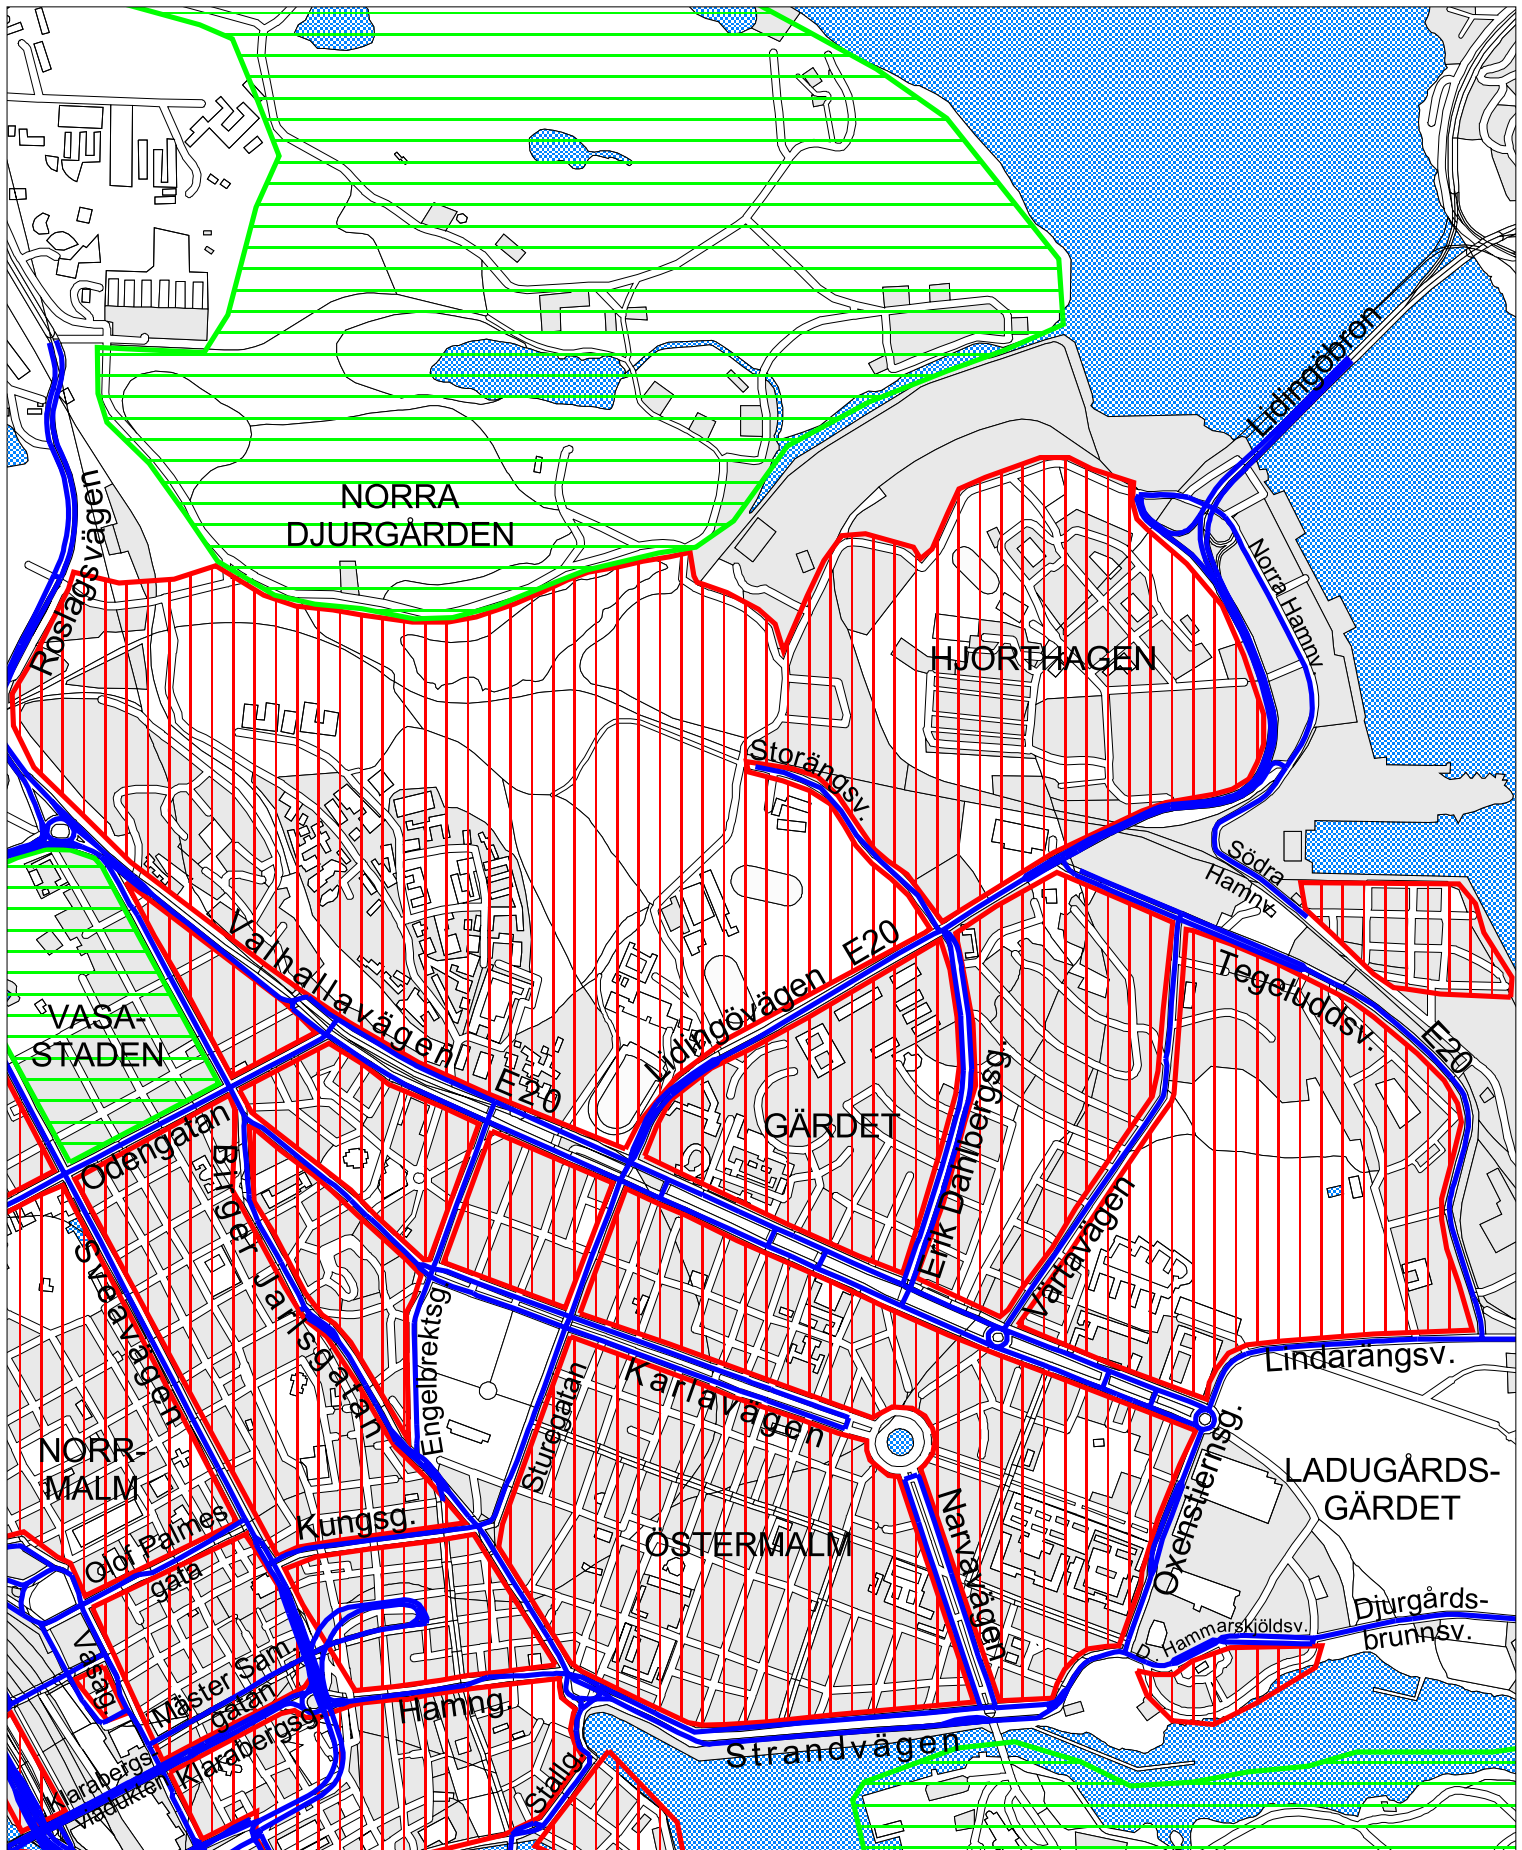 Lidingöbron
NORRA
DJURGÅRDEN
Roslagsvägen
Norra Hamnv.
HJORTHAGEN
Storängsv.
Södra
Hamnv.
Valhallavägen E20
Lidingövägen E20
Tegeluddsv.
E20
VASA-
STADEN
GÄRDET
Odengatan
Birger Jarlsgatan
Erik Dahlbergsg.
Värtavägen
Sveavägen
Engelbrektsg.
Sturegatan
Karlavägen
Lindarängsv.
NORR-
MALM
LADUGÅRDS-
GÄRDET
Oxenstiernsg.
Olof Palmes
gata
Kungsg.
ÖSTERMALM
Narvavägen
Djurgårds-
brunnsv.
D. Hammarskjöldsv.
Vasag.
Mäster Sam.
gatan
Hamng.
Klarabergsg.
Strandvägen
Klarabergs
viadukten
Stallg.